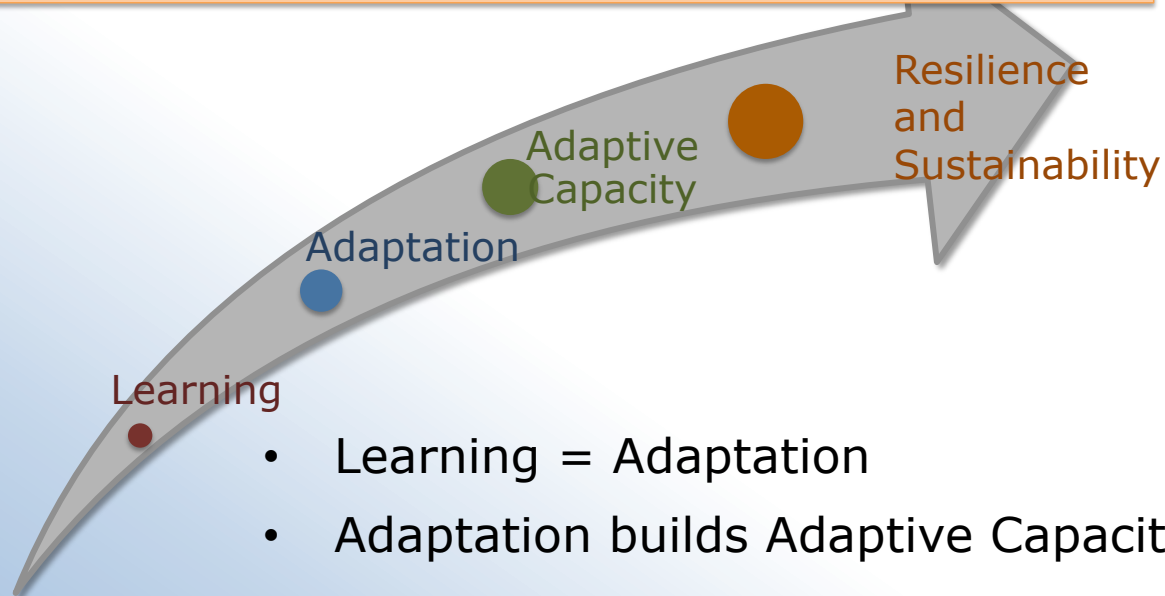 Resilience
and
Sustainability
Adaptive
Capacity
Adaptation
Learning
• Learning = Adaptation
• Adaptation builds Adaptive Capacit